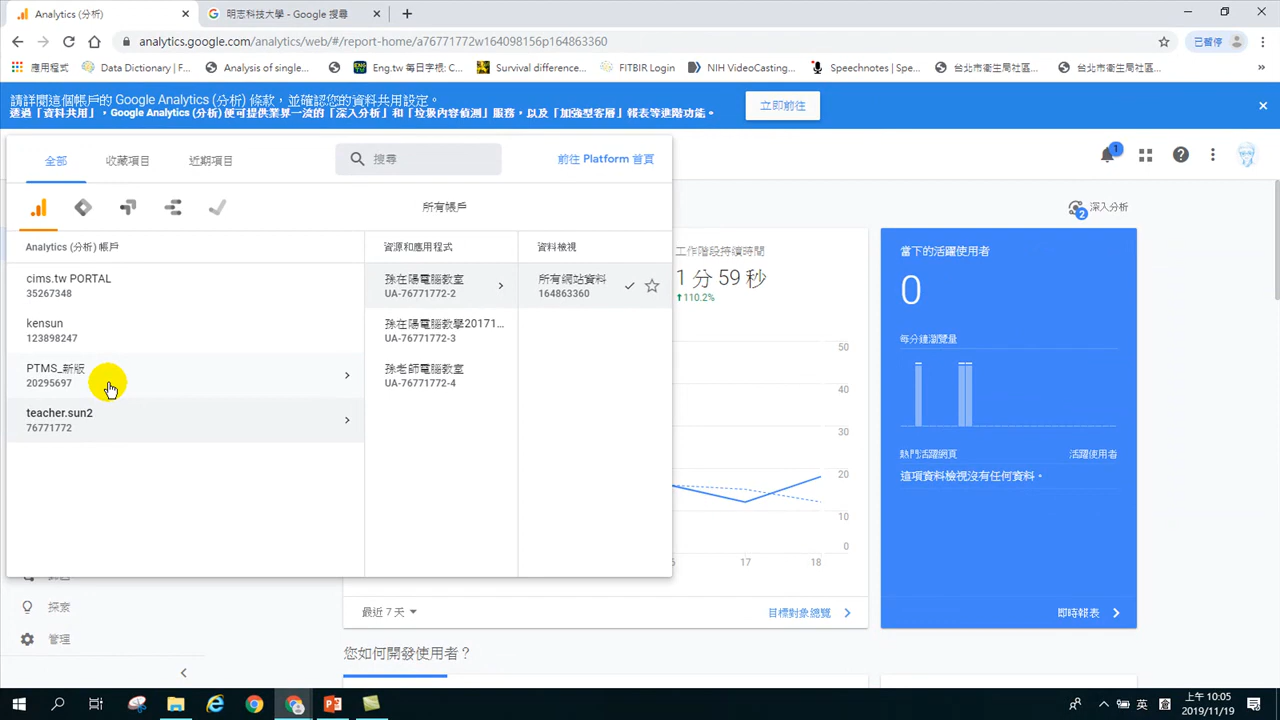 Analytics (分析)
明志科技大學 - Google 搜尋
analytics.google.com/analytics/web/#/report-home/a76771772w164098156p164863360
已暫停
應用程式
Data Dictionary | F...
Analysis of single...
Eng.tw 每日字根: C...
Survival difference...
FITBIR Login
NIH VideoCasting...
Speechnotes | Spe...
台北市衛生局社區...
台北市衛生局社區...
»
請詳閱這個帳戶的 Google Analytics (分析) 條款，並確認您的資料共用設定。
透過「資料共用」，Google Analytics (分析) 便可提供業界一流的「深入分析」和「垃圾內容偵測」服務，以及「加強型客層」報表等進階功能。
立即前往
全部
收藏項目
近期項目
搜尋
前往 Platform 首頁
1
所有帳戶
2
深入分析
Analytics (分析) 帳戶
資源和應用程式
資料檢視
cims.tw PORTAL
35267348
kensun
123898247
PTMS_新版
20295697
teacher.sun2
76771772
孫在陽電腦教室
UA-76771772-2
孫在陽電腦教學20171...
UA-76771772-3
孫老師電腦教室
UA-76771772-4
所有網站資料
164863360
工作階段持續時間
1 分 59 秒
↑110.2%
50
40
30
20
10
0
17
18
當下的活躍使用者
0
每分鐘瀏覽量
熱門活躍網頁
活躍使用者
這項資料檢視沒有任何資料。
探索
管理
最近 7 天
目標對象總覽
即時報表
您如何開發使用者？
英
上午 10:05
2019/11/19